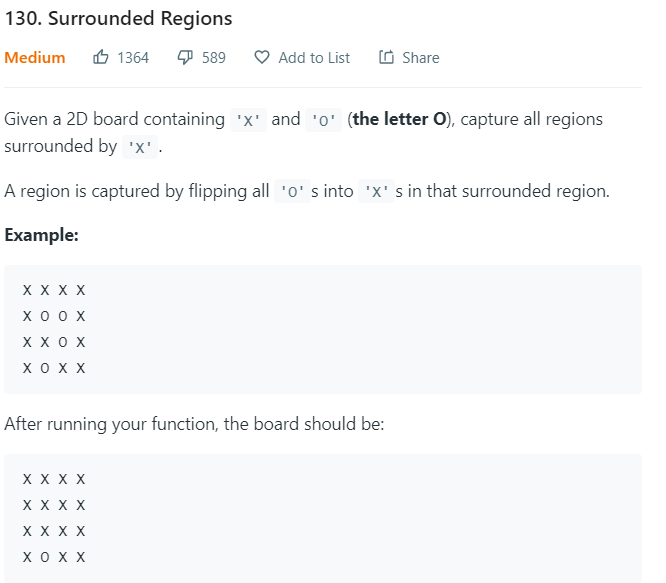 130. Surrounded Regions
Medium 1364 589 Add to List Share
Given a 2D board containing 'X' and 'O' (the letter O), capture all regions
surrounded by 'X' .
A region is captured by flipping all 'O' s into 'X' s in that surrounded region.
Example:
X X X X
X O O X
X X O X
X O X X
After running your function, the board should be:
X X X X
X X X X
X X X X
X O X X